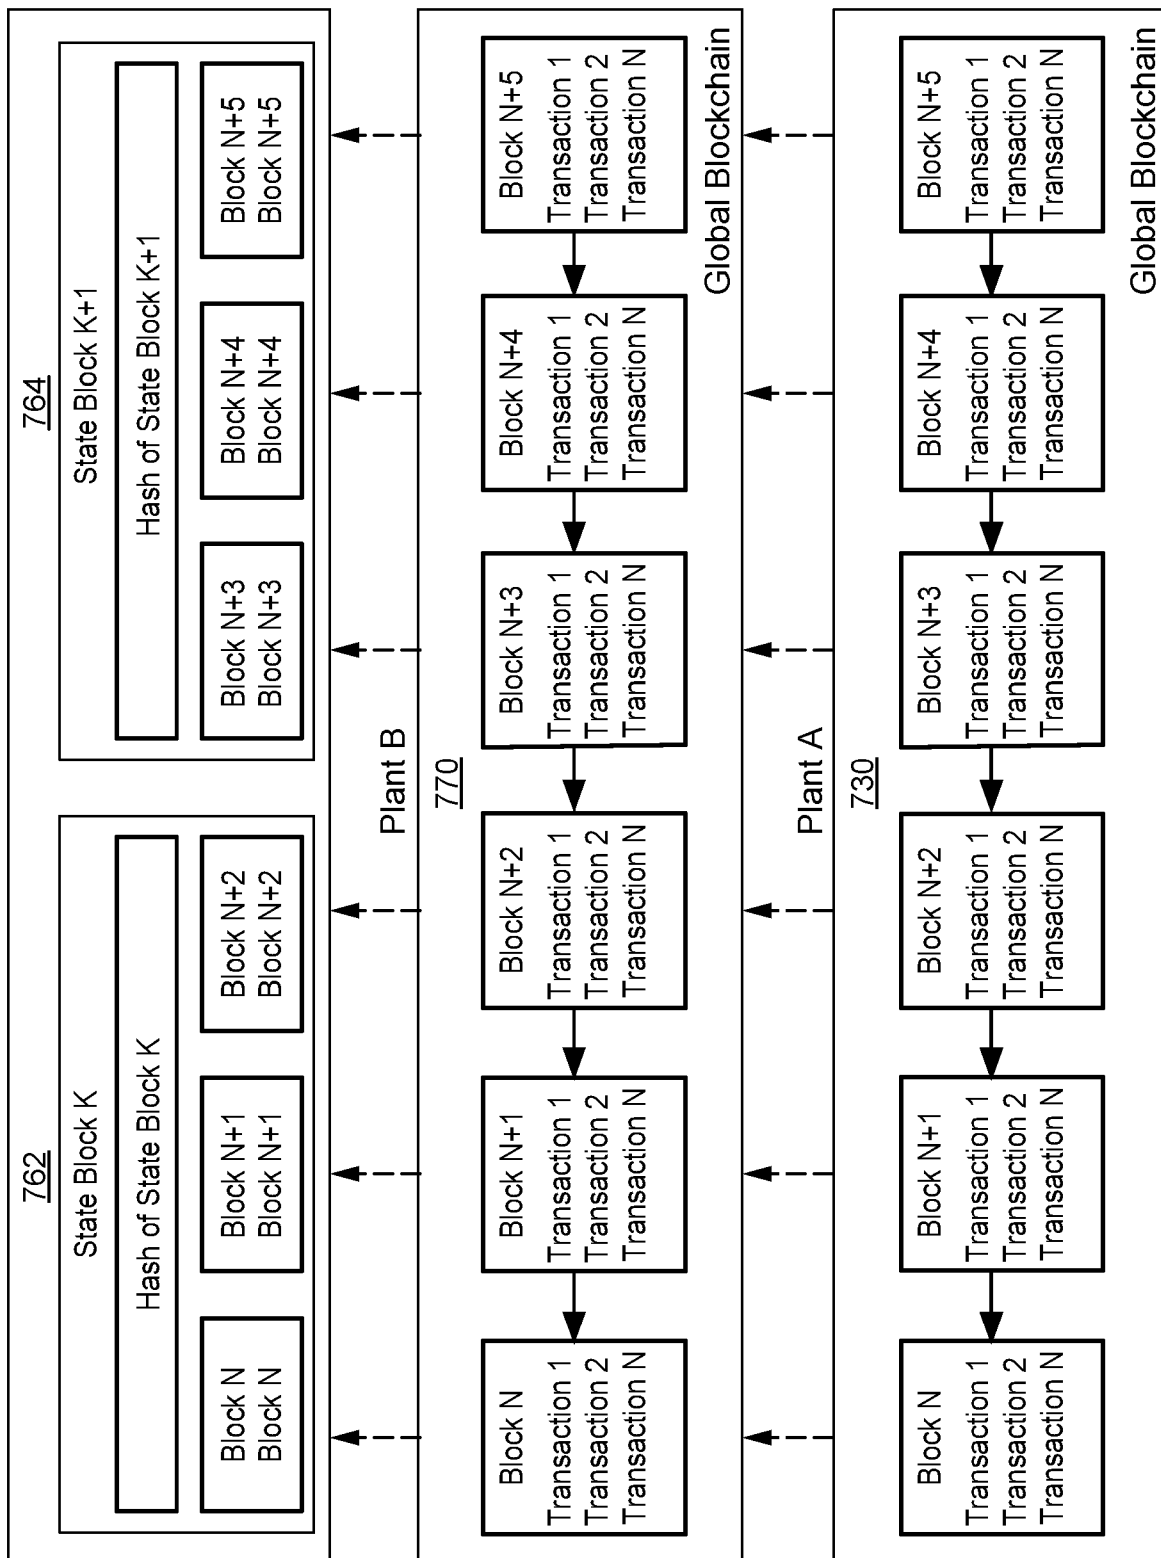 762
State Block K
Hash of State Block K
Block N
Block N
Block N+1
Block N+1
Block N+2
Block N+2
764
State Block K+1
Hash of State Block K+1
Block N+3
Block N+3
Block N+4
Block N+4
Block N+5
Block N+5
Plant B
770
Block N
Transaction 1
Transaction 2
Transaction N
Block N+1
Transaction 1
Transaction 2
Transaction N
Block N+2
Transaction 1
Transaction 2
Transaction N
Block N+3
Transaction 1
Transaction 2
Transaction N
Block N+4
Transaction 1
Transaction 2
Transaction N
Block N+5
Transaction 1
Transaction 2
Transaction N
Global Blockchain
Plant A
730
Block N
Transaction 1
Transaction 2
Transaction N
Block N+1
Transaction 1
Transaction 2
Transaction N
Block N+2
Transaction 1
Transaction 2
Transaction N
Block N+3
Transaction 1
Transaction 2
Transaction N
Block N+4
Transaction 1
Transaction 2
Transaction N
Block N+5
Transaction 1
Transaction 2
Transaction N
Global Blockchain